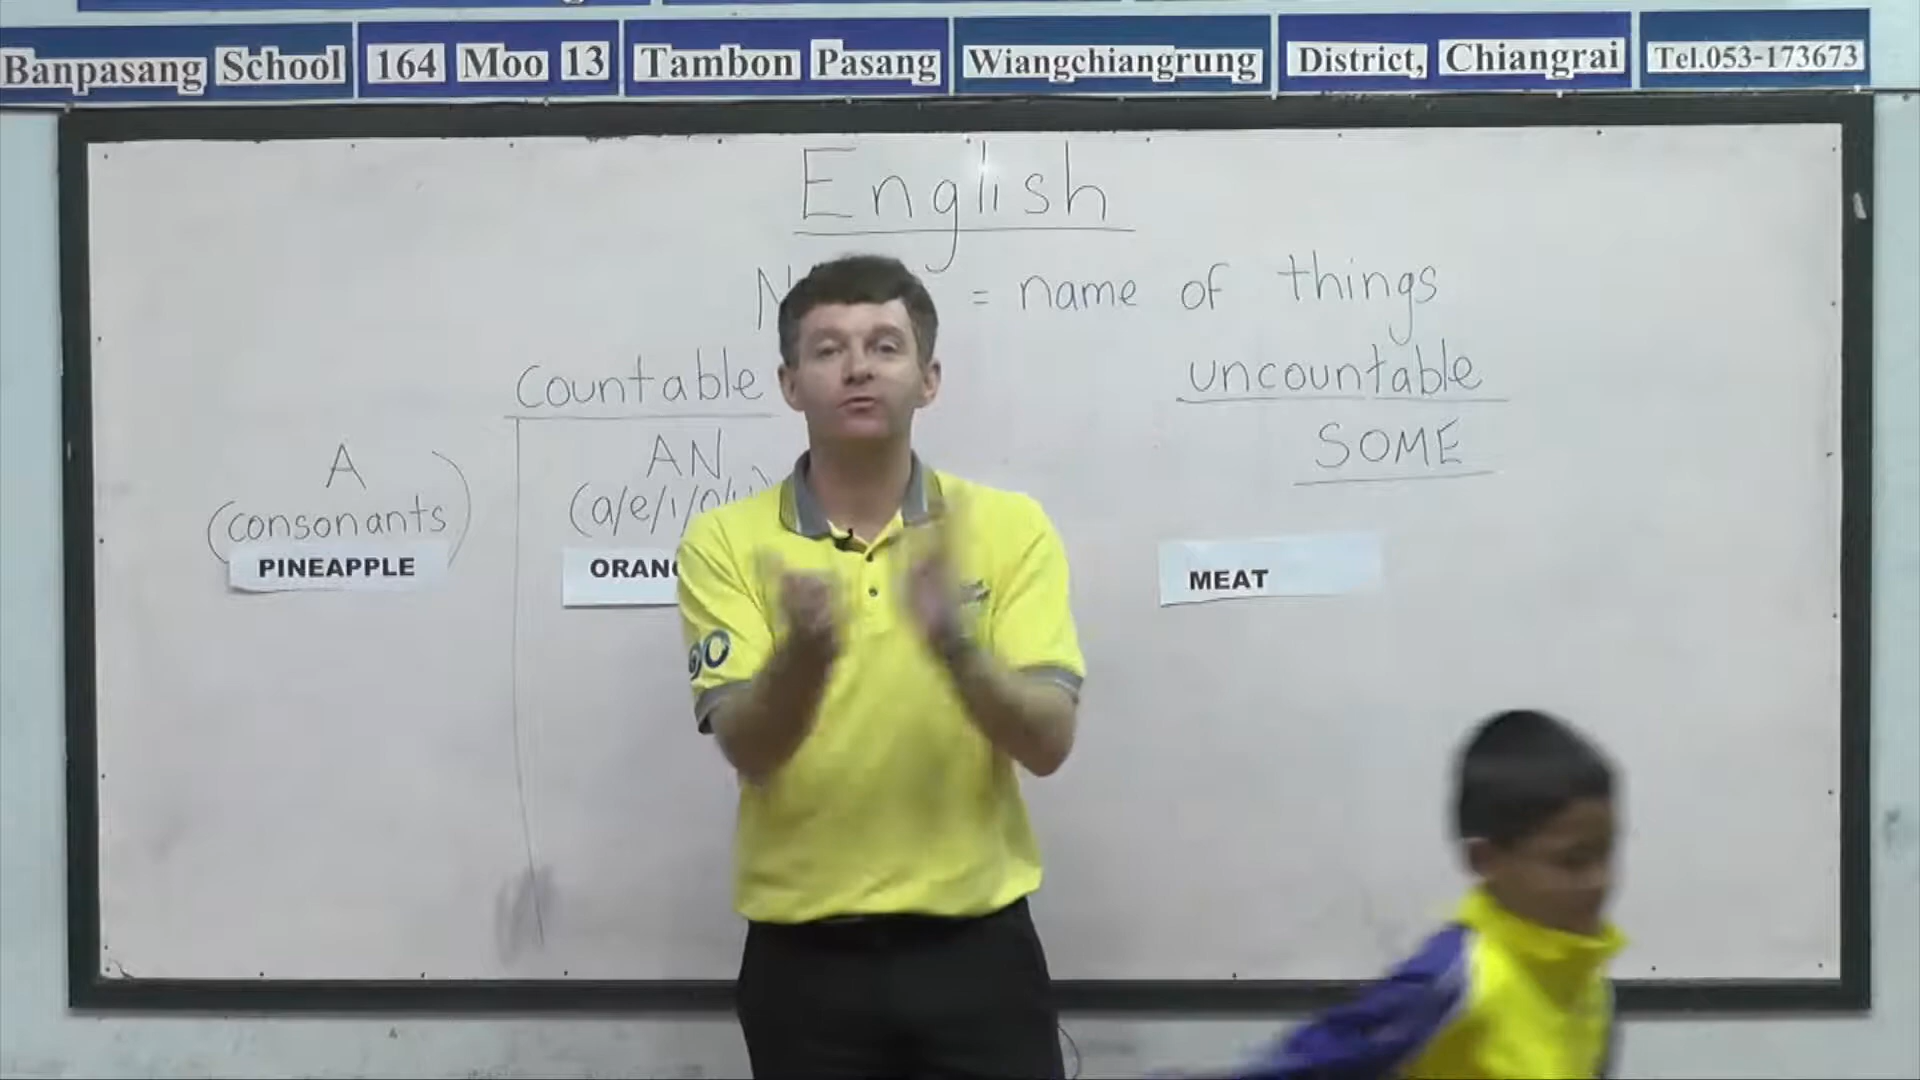 Banpasang School 164 Moo 13 Tambon Pasang Wiangchiangrung District, Chiangrai Tel.053-173673
English
= name of things
countable
uncountable
A
AN
SOME
(consonants)
(a/e/i/o/u)
PINEAPPLE
ORANG
MEAT